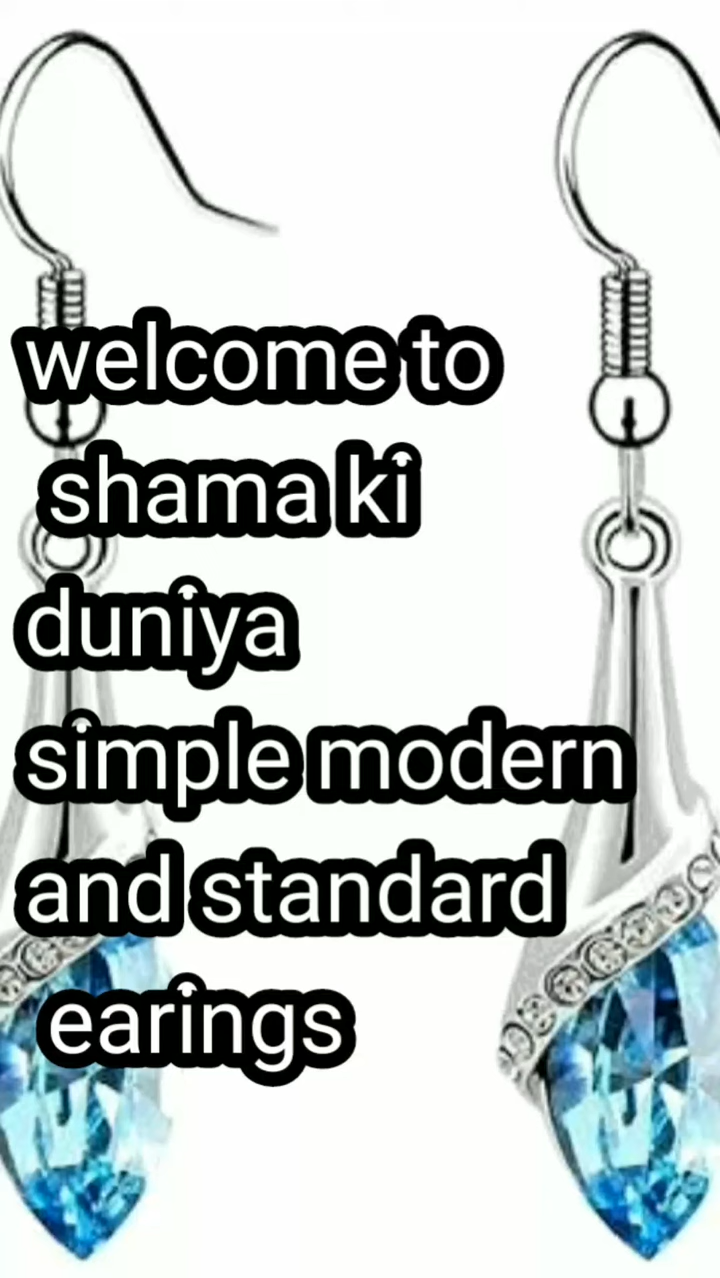 welcome to
shama ki
duniya
simple modern
and standard
earings